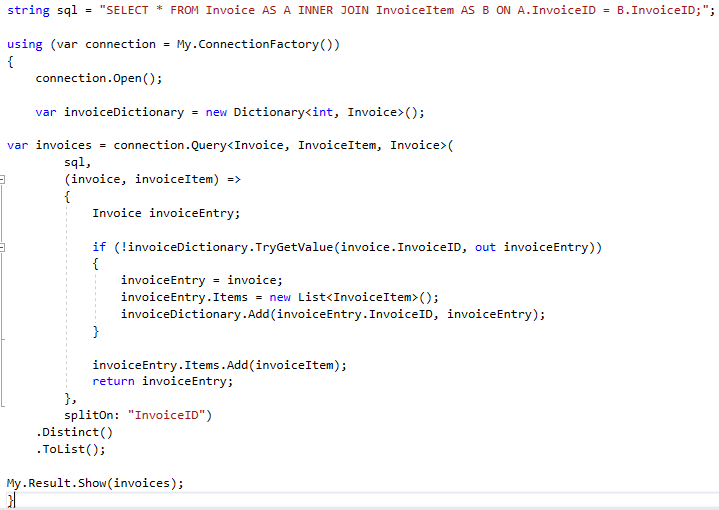 string sql = "SELECT * FROM Invoice AS A INNER JOIN InvoiceItem AS B ON A.InvoiceID = B.InvoiceID;";
using (var connection = My.ConnectionFactory())
{
    connection.Open();
    var invoiceDictionary = new Dictionary<int, Invoice>();
var invoices = connection.Query<Invoice, InvoiceItem, Invoice>(
        sql,
        (invoice, invoiceItem) =>
        {
            Invoice invoiceEntry;
            if (!invoiceDictionary.TryGetValue(invoice.InvoiceID, out invoiceEntry))
            {
                invoiceEntry = invoice;
                invoiceEntry.Items = new List<InvoiceItem>();
                invoiceDictionary.Add(invoiceEntry.InvoiceID, invoiceEntry);
            }
            invoiceEntry.Items.Add(invoiceItem);
            return invoiceEntry;
        },
        splitOn: "InvoiceID")
    .Distinct()
    .ToList();
My.Result.Show(invoices);
}